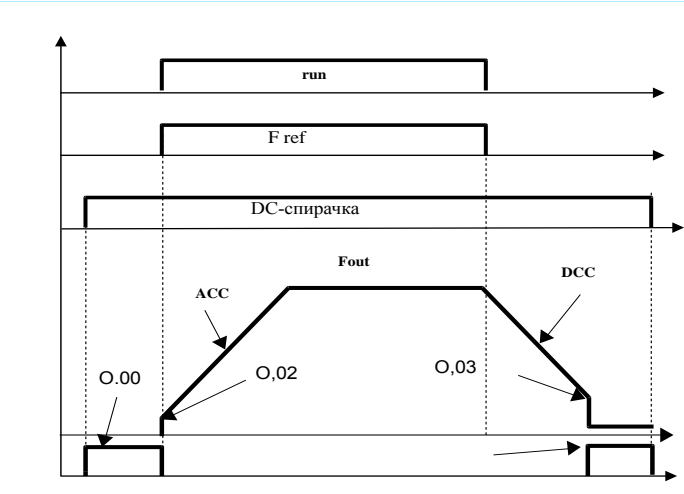 run
F ref
DC-спирачка
Fout
DCC
ACC
O,03
O,02
O.00